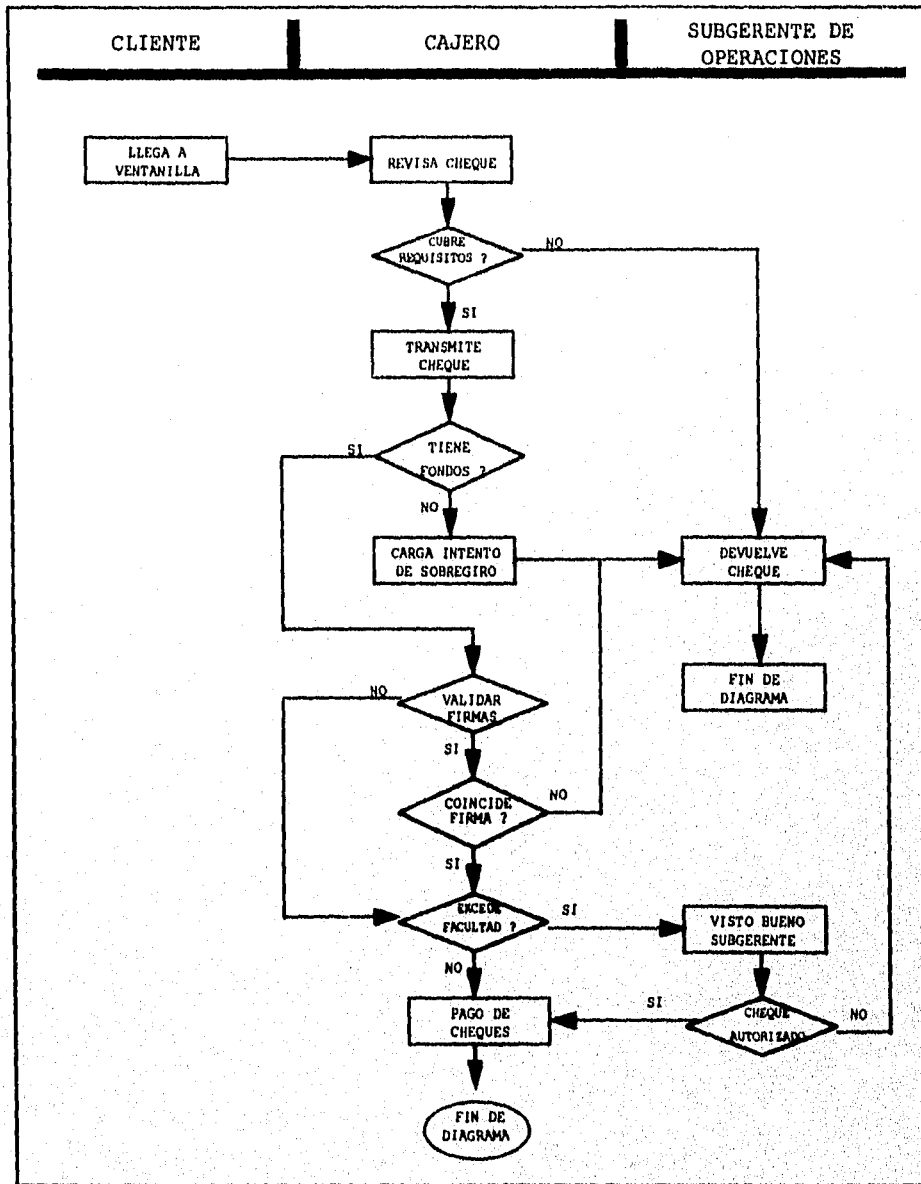 CLIENTE
CAJERO
SUBGERENTE DE
OPERACIONES
LLEGA A
VENTANILLA
REVISA CHEQUE
CUBRE
REQUISITOS ?
NO
SI
TRANSMITE
CHEQUE
SI
TIENE
FONDOS ?
NO
CARGA INTENTO
DE SOBREGIRO
DEVUELVE
CHEQUE
FIN DE
DIAGRAMA
NO
VALIDAR
FIRMAS
SI
COINCIDE
FIRMA ?
NO
SI
EXCEDE
FACULTAD ?
SI
VISTO BUENO
SUBGERENTE
NO
PAGO DE
CHEQUES
SI
CHEQUE
AUTORIZADO
NO
FIN DE
DIAGRAMA